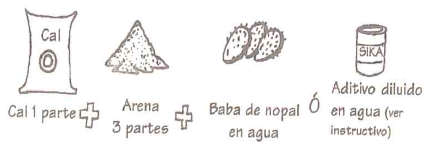 Cal
SIKA
Cal 1 parte
Arena
3 partes
Baba de nopal
en agua
Ó
Aditivo diluido
en agua (ver
instructivo)